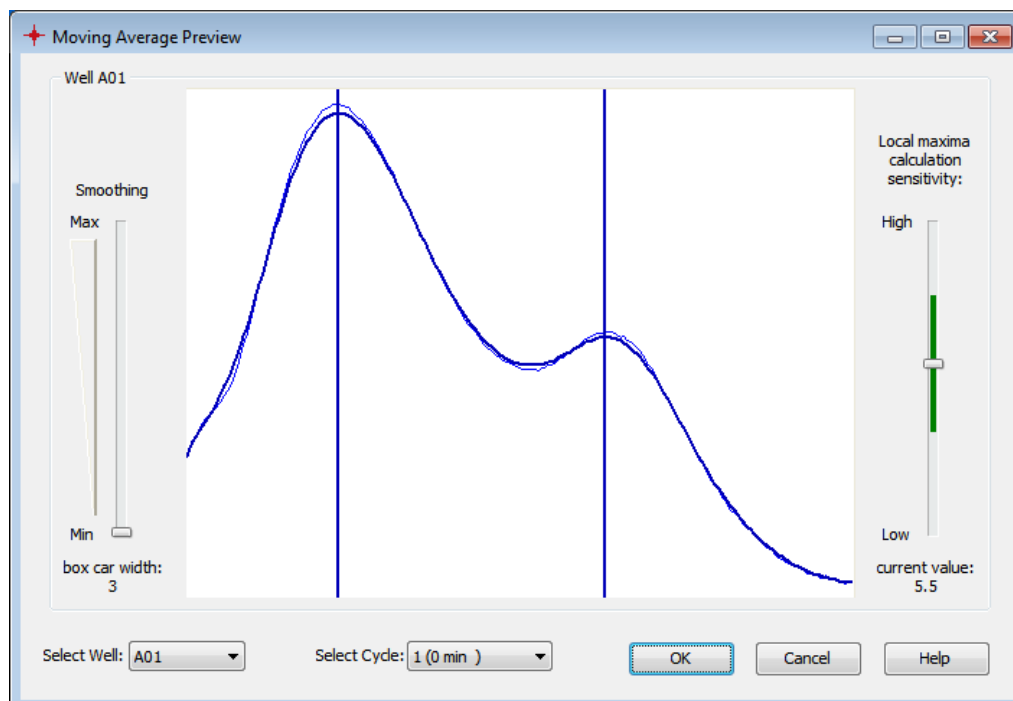 Moving Average Preview
Well A01
Smoothing
Max
Min
box car width:
3
Local maxima
calculation
sensitivity:
High
Low
current value:
5.5
Select Well: A01
Select Cycle: 1 (0 min )
OK
Cancel
Help